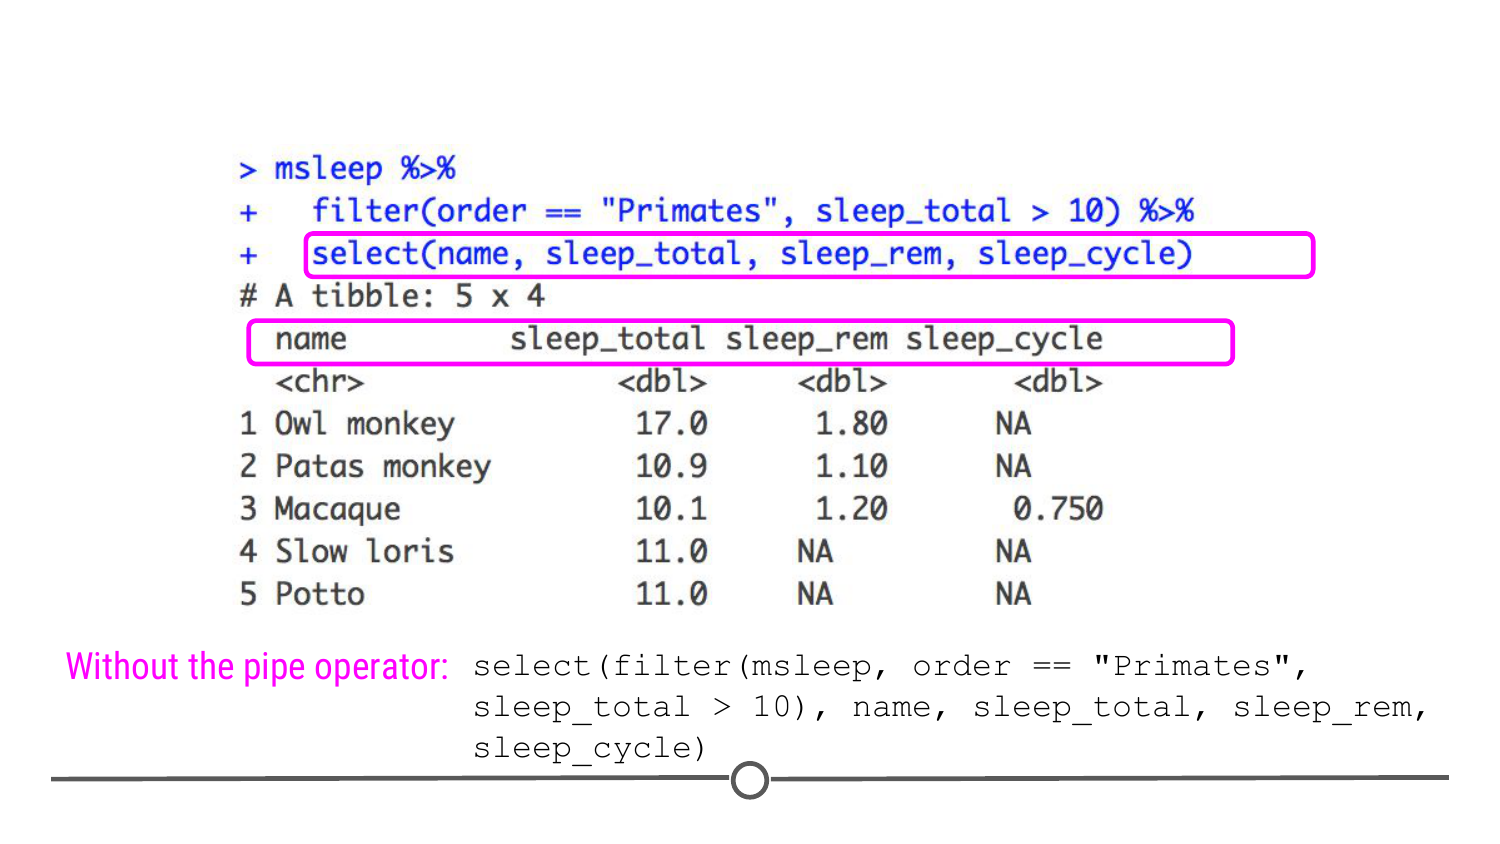 > msleep %>%
+   filter(order == "Primates", sleep_total > 10) %>%
+   select(name, sleep_total, sleep_rem, sleep_cycle)
# A tibble: 5 x 4
  name         sleep_total sleep_rem sleep_cycle
  <chr>              <dbl>     <dbl>       <dbl>
1 Owl monkey          17.0      1.80      NA
2 Patas monkey        10.9      1.10      NA
3 Macaque             10.1      1.20       0.750
4 Slow loris          11.0     NA         NA
5 Potto               11.0     NA         NA
Without the pipe operator: select(filter(msleep, order == "Primates",
sleep_total > 10), name, sleep_total, sleep_rem,
sleep_cycle)